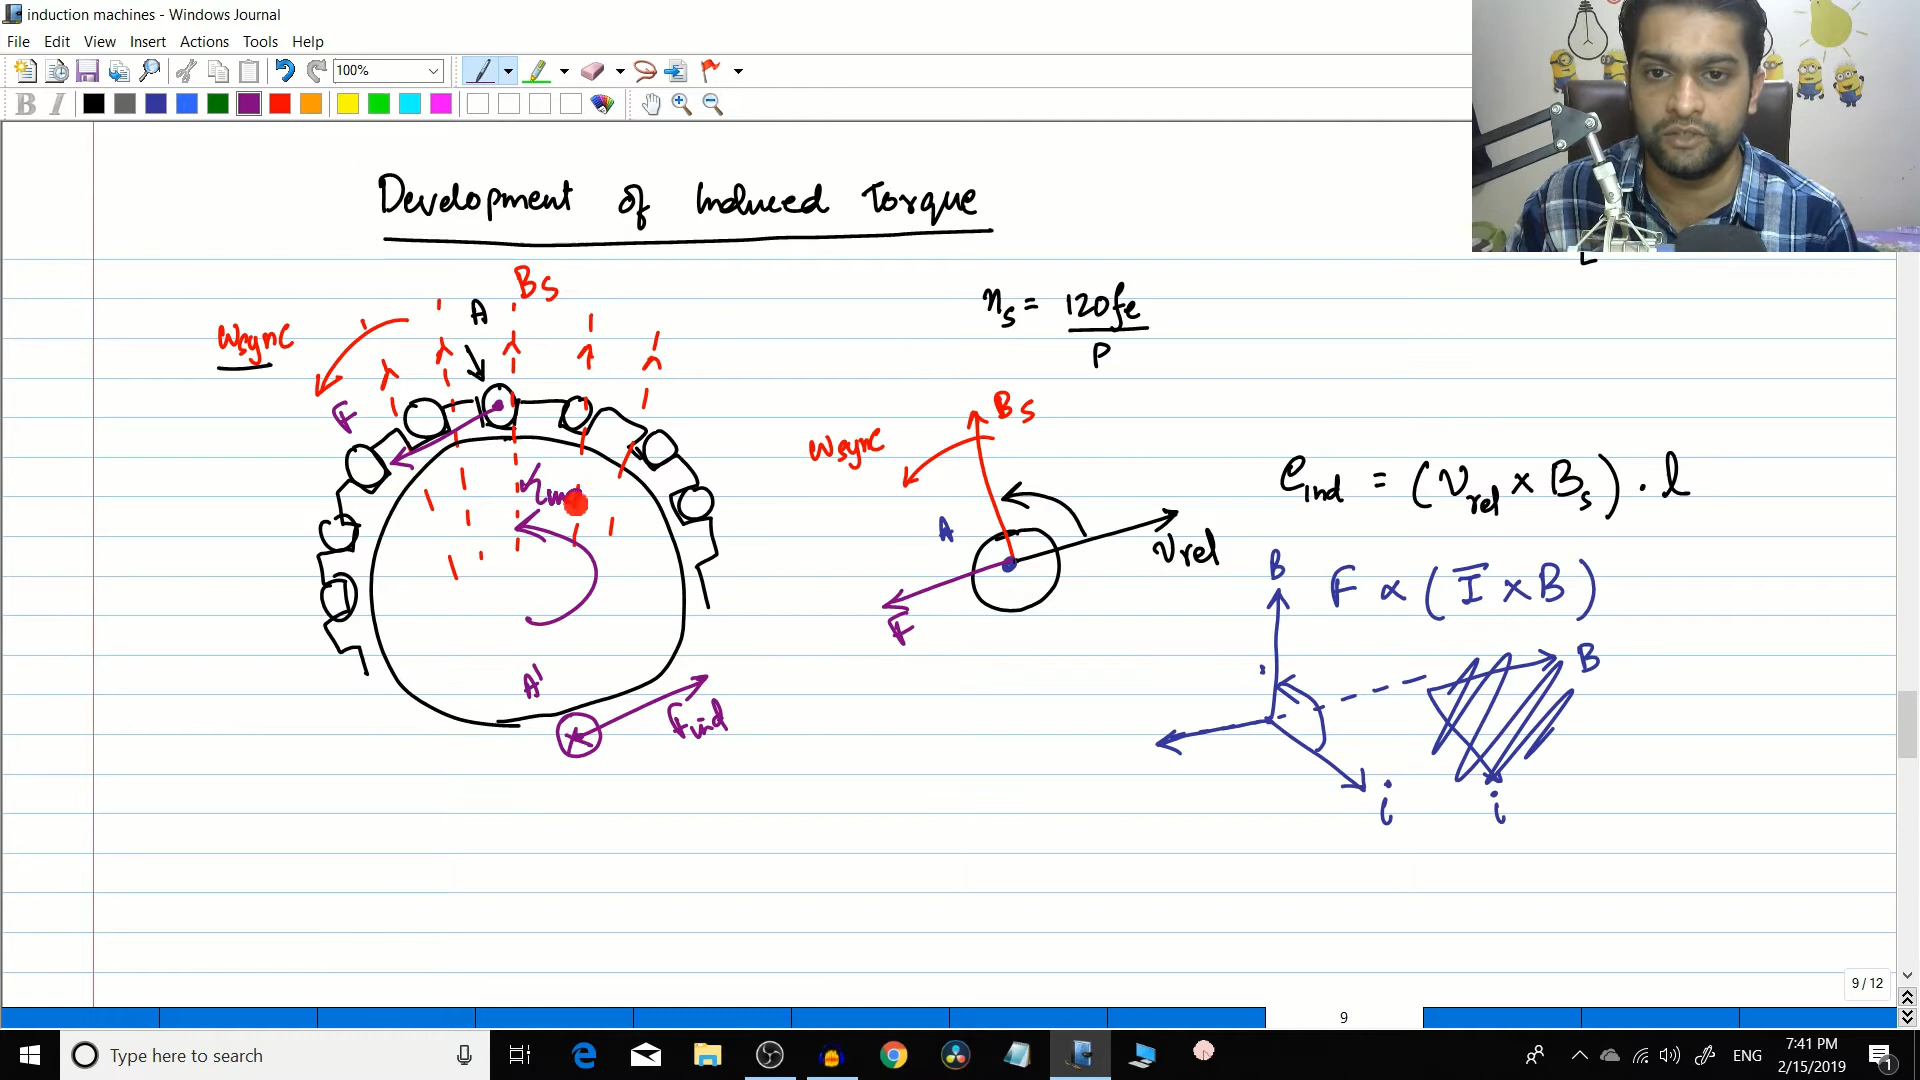 induction machines - Windows Journal
File Edit View Insert Actions Tools Help
100%
B I
Development of Induced Torque
ns = 120fe
P
Bs
A
wsync
F
Bs
wsync
A
vrel
F
eind = (vrel × Bs) . l
B
F ∝ (I × B)
B
i
i
A'
Find
9 / 12
9
Type here to search
ENG
7:41 PM
2/15/2019
1